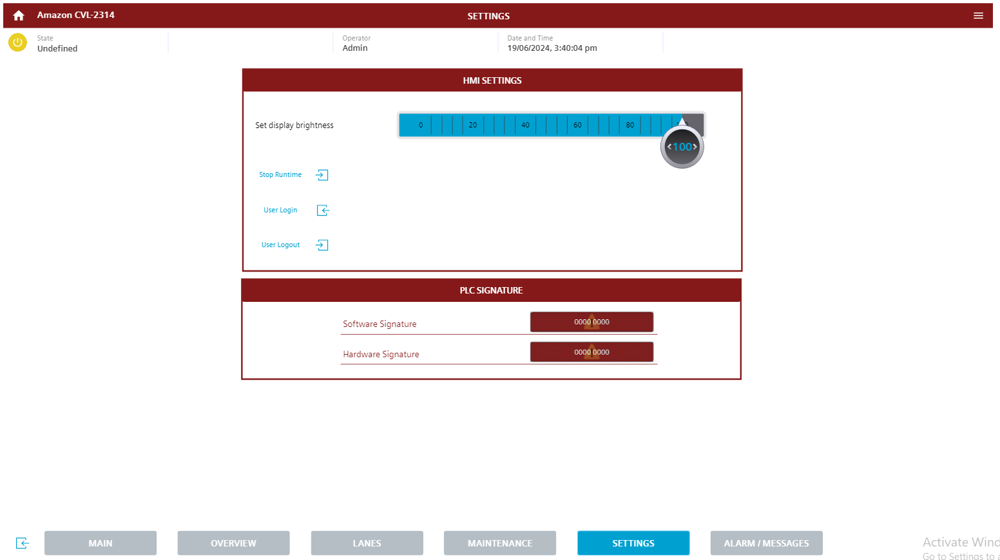 Amazon CVL-2314
SETTINGS
State
Undefined
Operator
Admin
Date and Time
19/06/2024, 3:40:04 pm
HMI SETTINGS
Set display brightness
0 20 40 60 80
<100>
Stop Runtime
User Login
User Logout
PLC SIGNATURE
Software Signature
0000 0000
Hardware Signature
0000 0000
MAIN
OVERVIEW
LANES
MAINTENANCE
SETTINGS
ALARM / MESSAGES
Activate Wind
Go to Settings to a